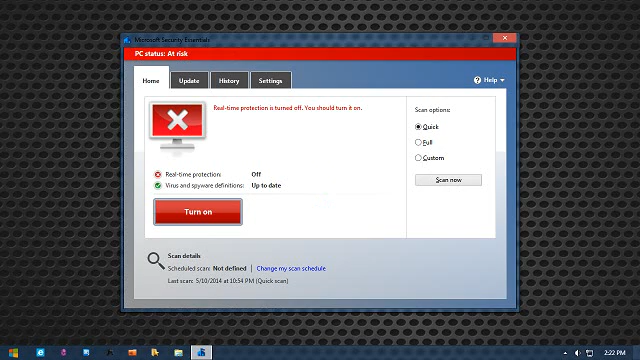 Microsoft Security Essentials
PC status: At risk
Home Update History Settings Help
Real-time protection is turned off. You should turn it on.
Scan options:
Quick
Full
Custom
Scan now
Real-time protection: Off
Virus and spyware definitions: Up to date
Turn on
Scan details
Scheduled scan: Not defined | Change my scan schedule
Last scan: 5/10/2014 at 10:54 PM (Quick scan)
2:22 PM